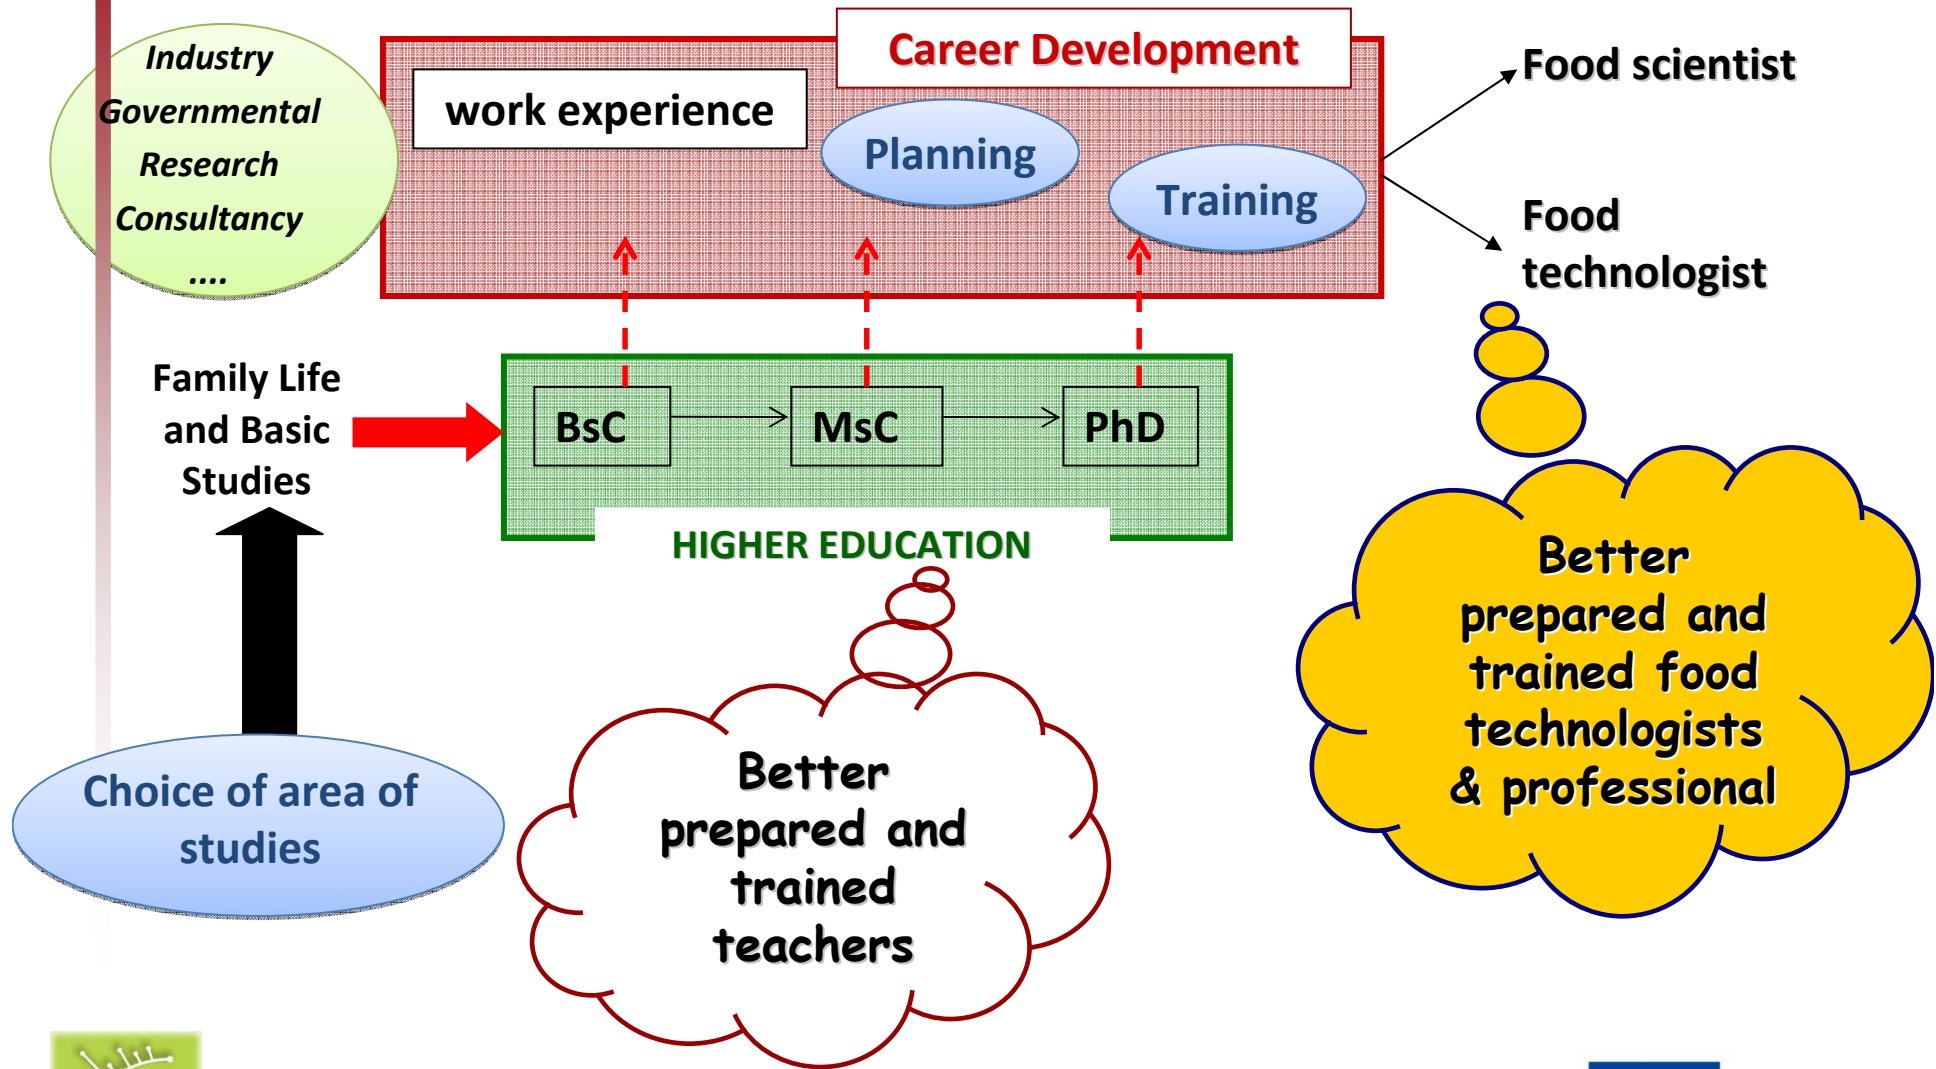 Industry
Governmental
Research
Consultancy
....
Career Development
work experience
Planning
Training
Food scientist
Food
technologist
Family Life
and Basic
Studies
BsC
MsC
PhD
HIGHER EDUCATION
Choice of area of
studies
Better
prepared and
trained
teachers
Better
prepared and
trained food
technologists
& professional